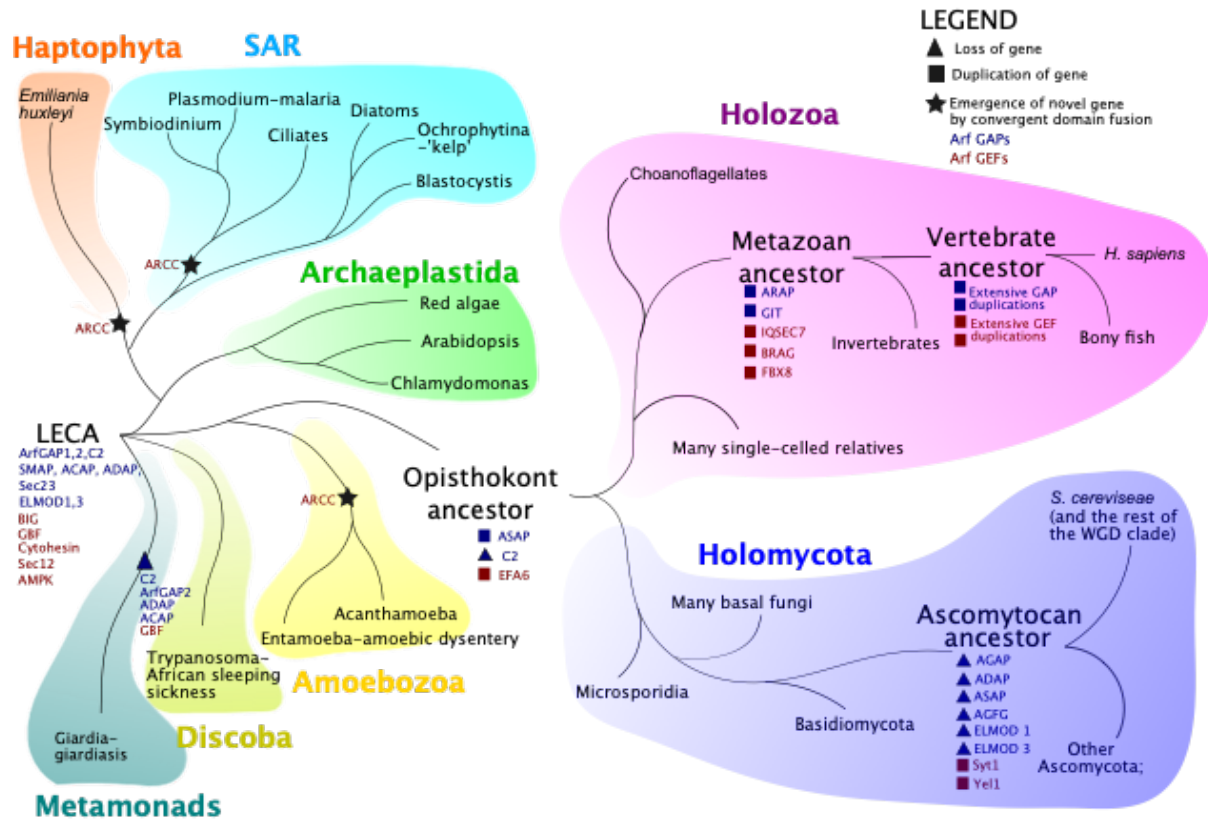 LEGEND
Loss of gene
Duplication of gene
Emergence of novel gene
by convergent domain fusion
Arf GAPs
Arf GEFs
Haptophyta
Emiliania
huxleyi
SAR
Plasmodium-malaria
Symbiodinium
Ciliates
Diatoms
Ochrophytina
-'kelp'
Blastocystis
ARCC
ARCC
Archaeplastida
Red algae
Arabidopsis
Chlamydomonas
LECA
ArfGAP1,2,C2
SMAP, ACAP, ADAP,
Sec23
ELMOD1,3
BIG
GBF
Cytohesin
Sec12
AMPK
C2
ArfGAP2
ADAP
ACAP
GBF
Giardia-
giardiasis
Metamonads
Trypanosoma-
African sleeping
sickness
Discoba
ARCC
Acanthamoeba
Entamoeba-amoebic dysentery
Amoebozoa
Opisthokont
ancestor
ASAP
C2
EFA6
Holozoa
Choanoflagellates
Metazoan
ancestor
ARAP
GIT
IQSEC7
BRAG
FBX8
Vertebrate
ancestor
Extensive GAP
duplications
Extensive GEF
duplications
H. sapiens
Bony fish
Invertebrates
Many single-celled relatives
Holomycota
Many basal fungi
Microsporidia
Basidiomycota
S. cereviseae
(and the rest of
the WGD clade)
Ascomytocan
ancestor
AGAP
ADAP
ASAP
AGFG
ELMOD 1
ELMOD 3
Syt1
Yel1
Other
Ascomycota;